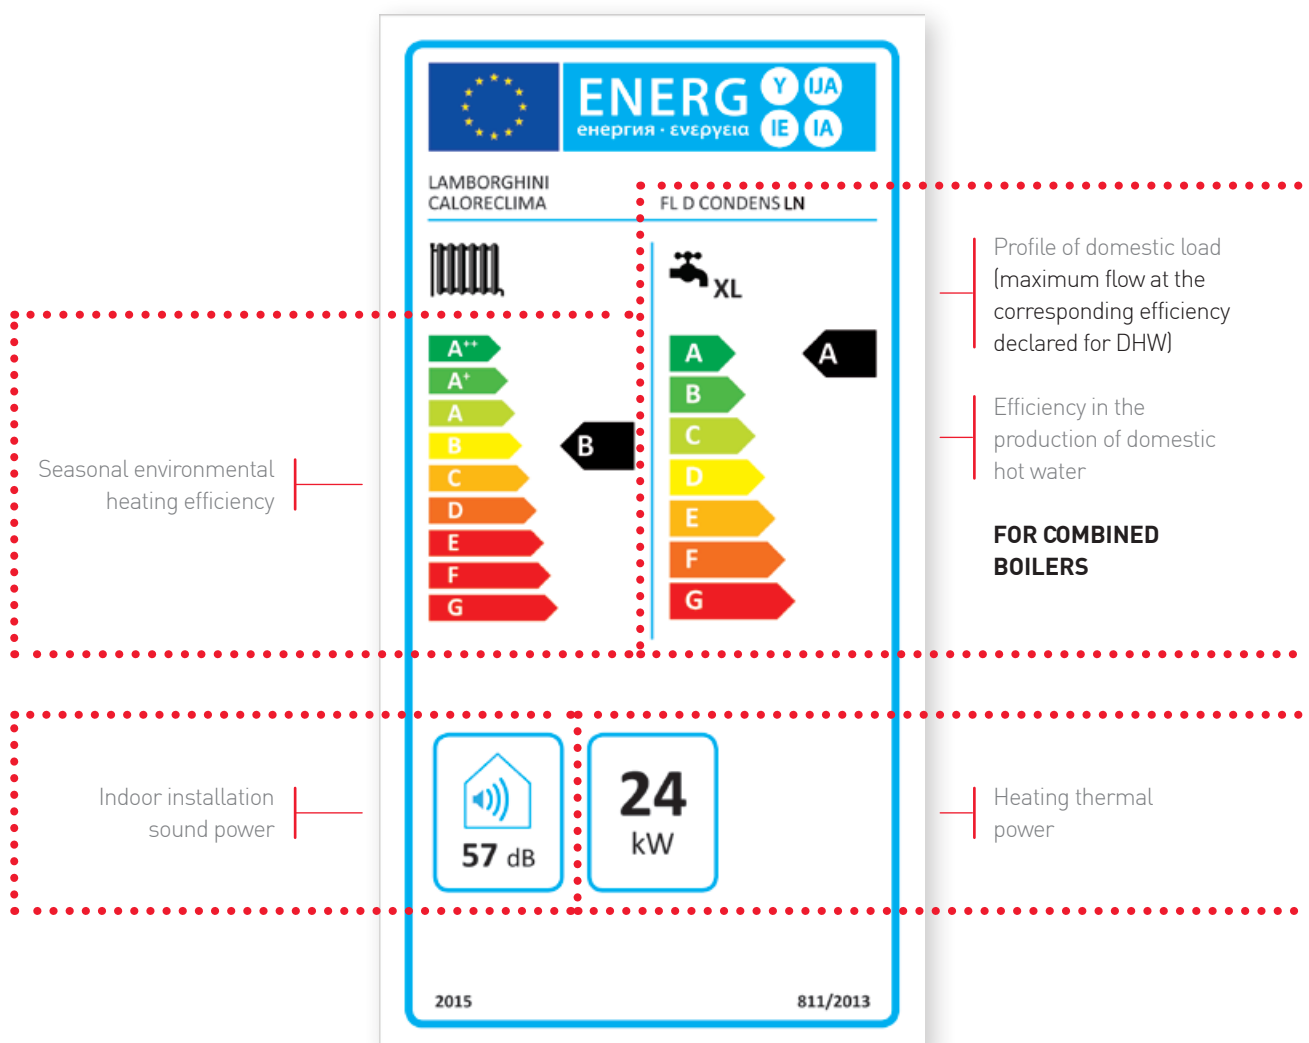 ENERG
Y
IJA
енергия · ενεργεια
IE
IA
LAMBORGHINI
CALORECLIMA
FL D CONDENS LN
XL
A++
A+
A
B
C
D
E
F
G
B
A
B
C
D
E
F
G
A
Profile of domestic load
(maximum flow at the
corresponding efficiency
declared for DHW)
Efficiency in the
production of domestic
hot water
FOR COMBINED
BOILERS
Seasonal environmental
heating efficiency
Indoor installation
sound power
57 dB
24
kW
Heating thermal
power
2015
811/2013